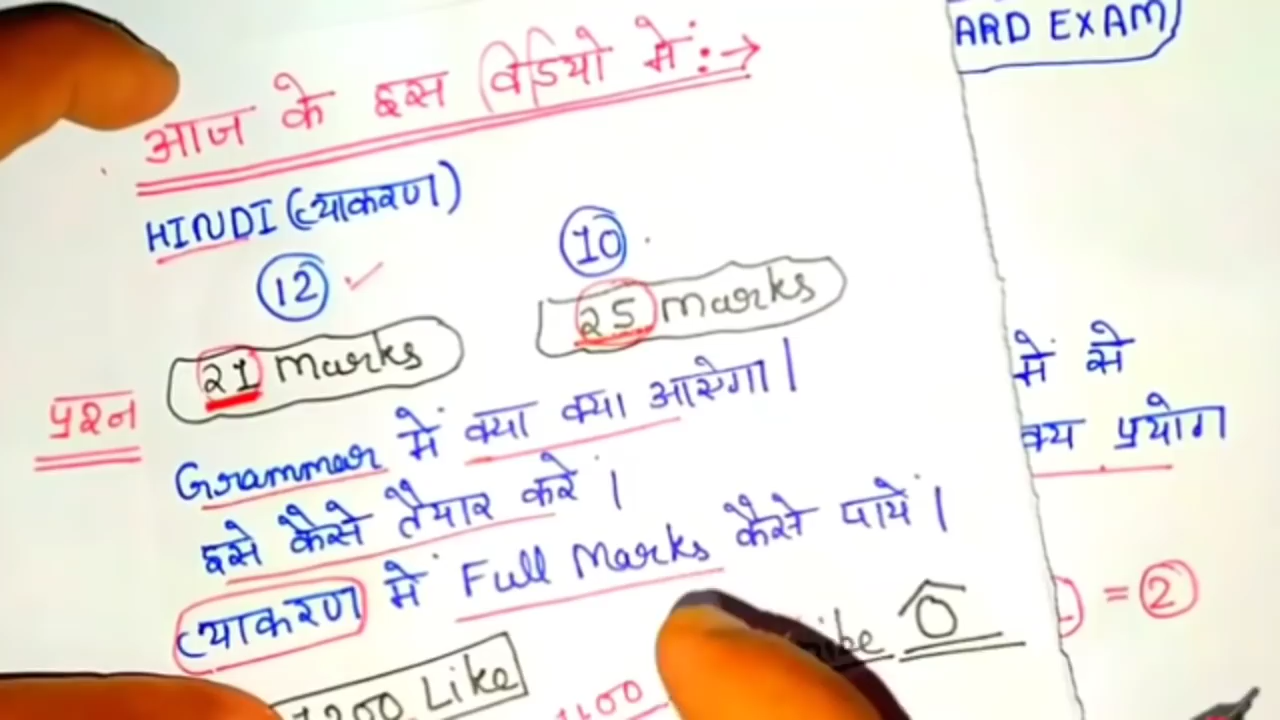 आज के इस विडियो में :→
HINDI (व्याकरण)
12 ✓
10
21 Marks
25 Marks
प्रश्न
Grammar में क्या क्या आएगा।
इसे कैसे तैयार करें।
व्याकरण में Full Marks कैसे पायें।
Like
ARD EXAM
में से
क्य प्रयोग
= 2